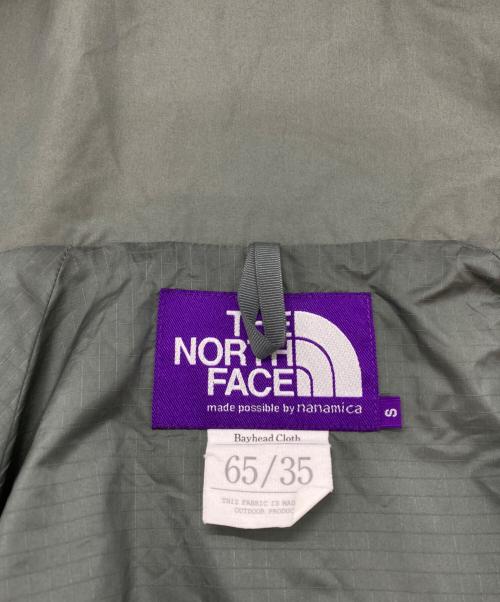 THE
NORTH
FACE
made possible by nanamica
S
Bayhead Cloth
65/35
THIS FABRIC IS MAD
OUTDOOR PRODUC